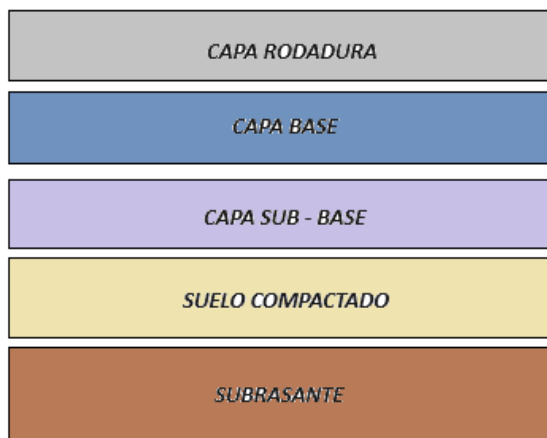 CAPA RODADURA
CAPA BASE
CAPA SUB - BASE
SUELO COMPACTADO
SUBRASANTE